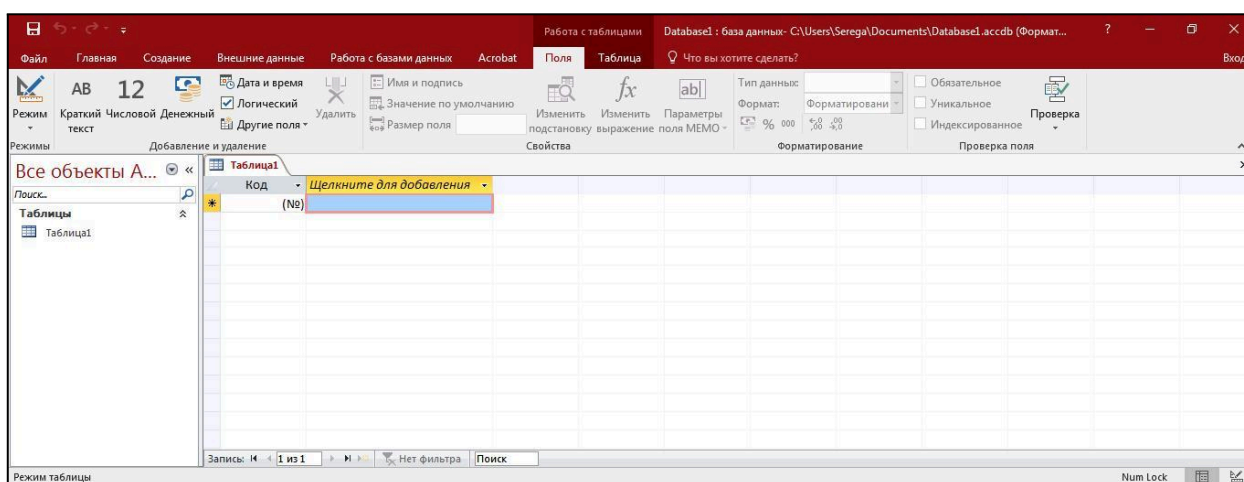 Работа с таблицами
Database1 : база данных- C:\Users\Serega\Documents\Database1.accdb (Формат...
?
Файл Главная Создание Внешние данные Работа с базами данных Acrobat Поля Таблица Что вы хотите сделать? Вход
Режим
АВ
Краткий текст
12
Числовой
Денежный
Дата и время
Логический
Другие поля
Удалить
Имя и подпись
Значение по умолчанию
Размер поля
Изменить подстановку
fx
Изменить выражение
ab
Параметры поля МЕМО
Тип данных:
Формат: Форматировани
% 000
Обязательное
Уникальное
Индексированное
Проверка
Режимы Добавление и удаление Свойства Форматирование Проверка поля
Все объекты A... «
Поиск...
Таблицы
Таблица1
Таблица1
Код Щелкните для добавления
(№)
Запись: 1 из 1 Нет фильтра Поиск
Режим таблицы Num Lock